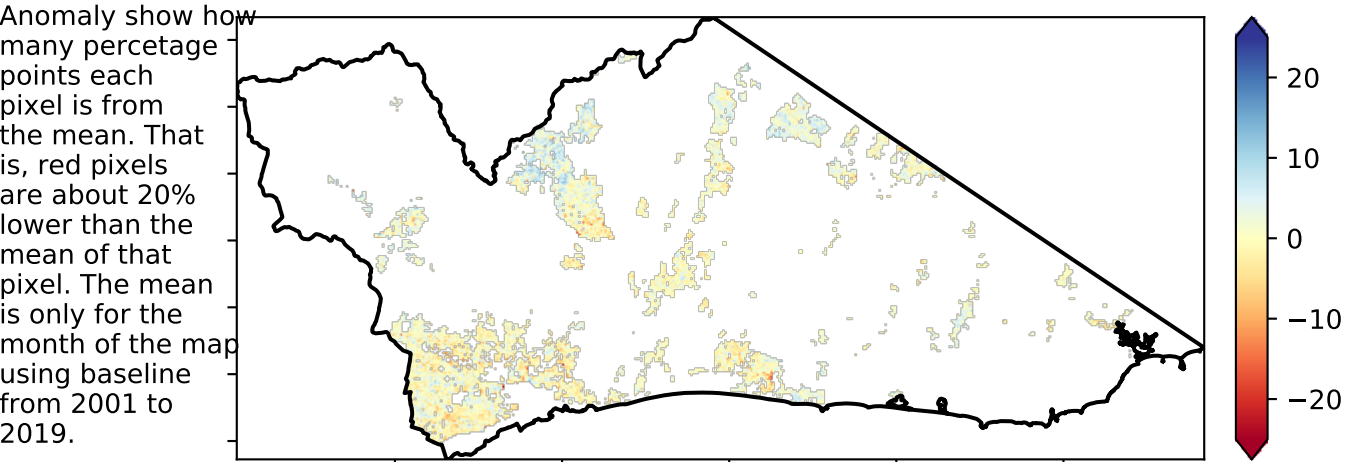 Anomaly show how
many percetage
points each
pixel is from
the mean. That
is, red pixels
are about 20%
lower than the
mean of that
pixel. The mean
is only for the
month of the map
using baseline
from 2001 to
2019.
20
10
0
−10
−20